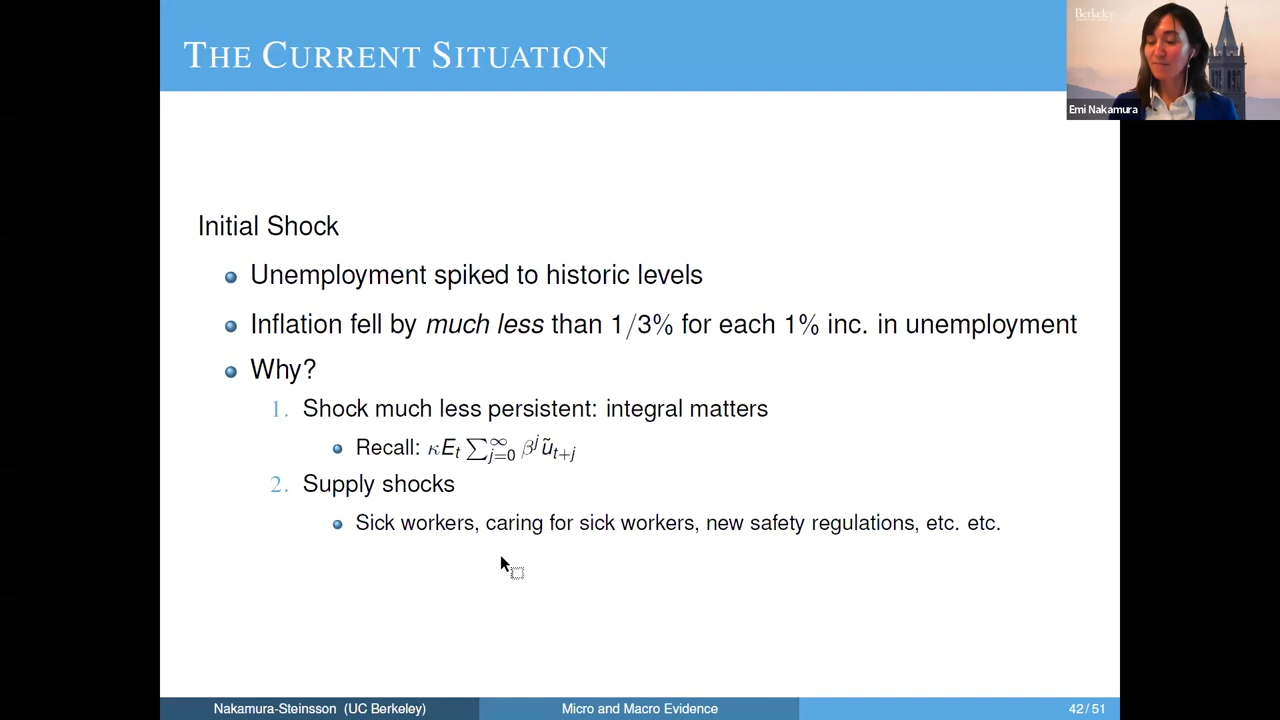 THE CURRENT SITUATION
Berkeley
Emi Nakamura
Initial Shock
Unemployment spiked to historic levels
Inflation fell by much less than 1/3% for each 1% inc. in unemployment
Why?
1. Shock much less persistent: integral matters
Recall: κE_t ∑_{j=0}^∞ β^j ũ_{t+j}
2. Supply shocks
Sick workers, caring for sick workers, new safety regulations, etc. etc.
Nakamura-Steinsson (UC Berkeley)
Micro and Macro Evidence
42 / 51